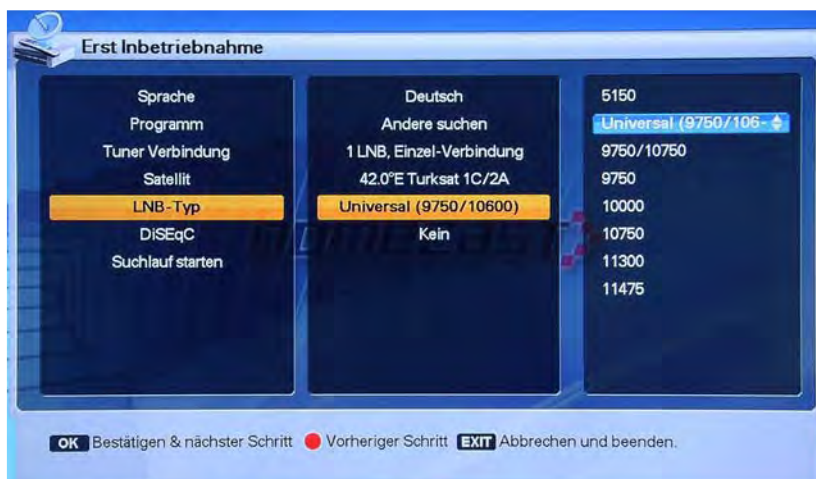 Erst Inbetriebnahme
Sprache
Deutsch
5150
Programm
Andere suchen
Universal (9750/106-
Tuner Verbindung
1 LNB, Einzel-Verbindung
9750/10750
Satellit
42.0°E Turksat 1C/2A
9750
LNB-Typ
Universal (9750/10600)
10000
DiSEqC
Kein
10750
Suchlauf starten
11300
11475
OK Bestätigen & nächster Schritt Vorheriger Schritt EXIT Abbrechen und beenden.